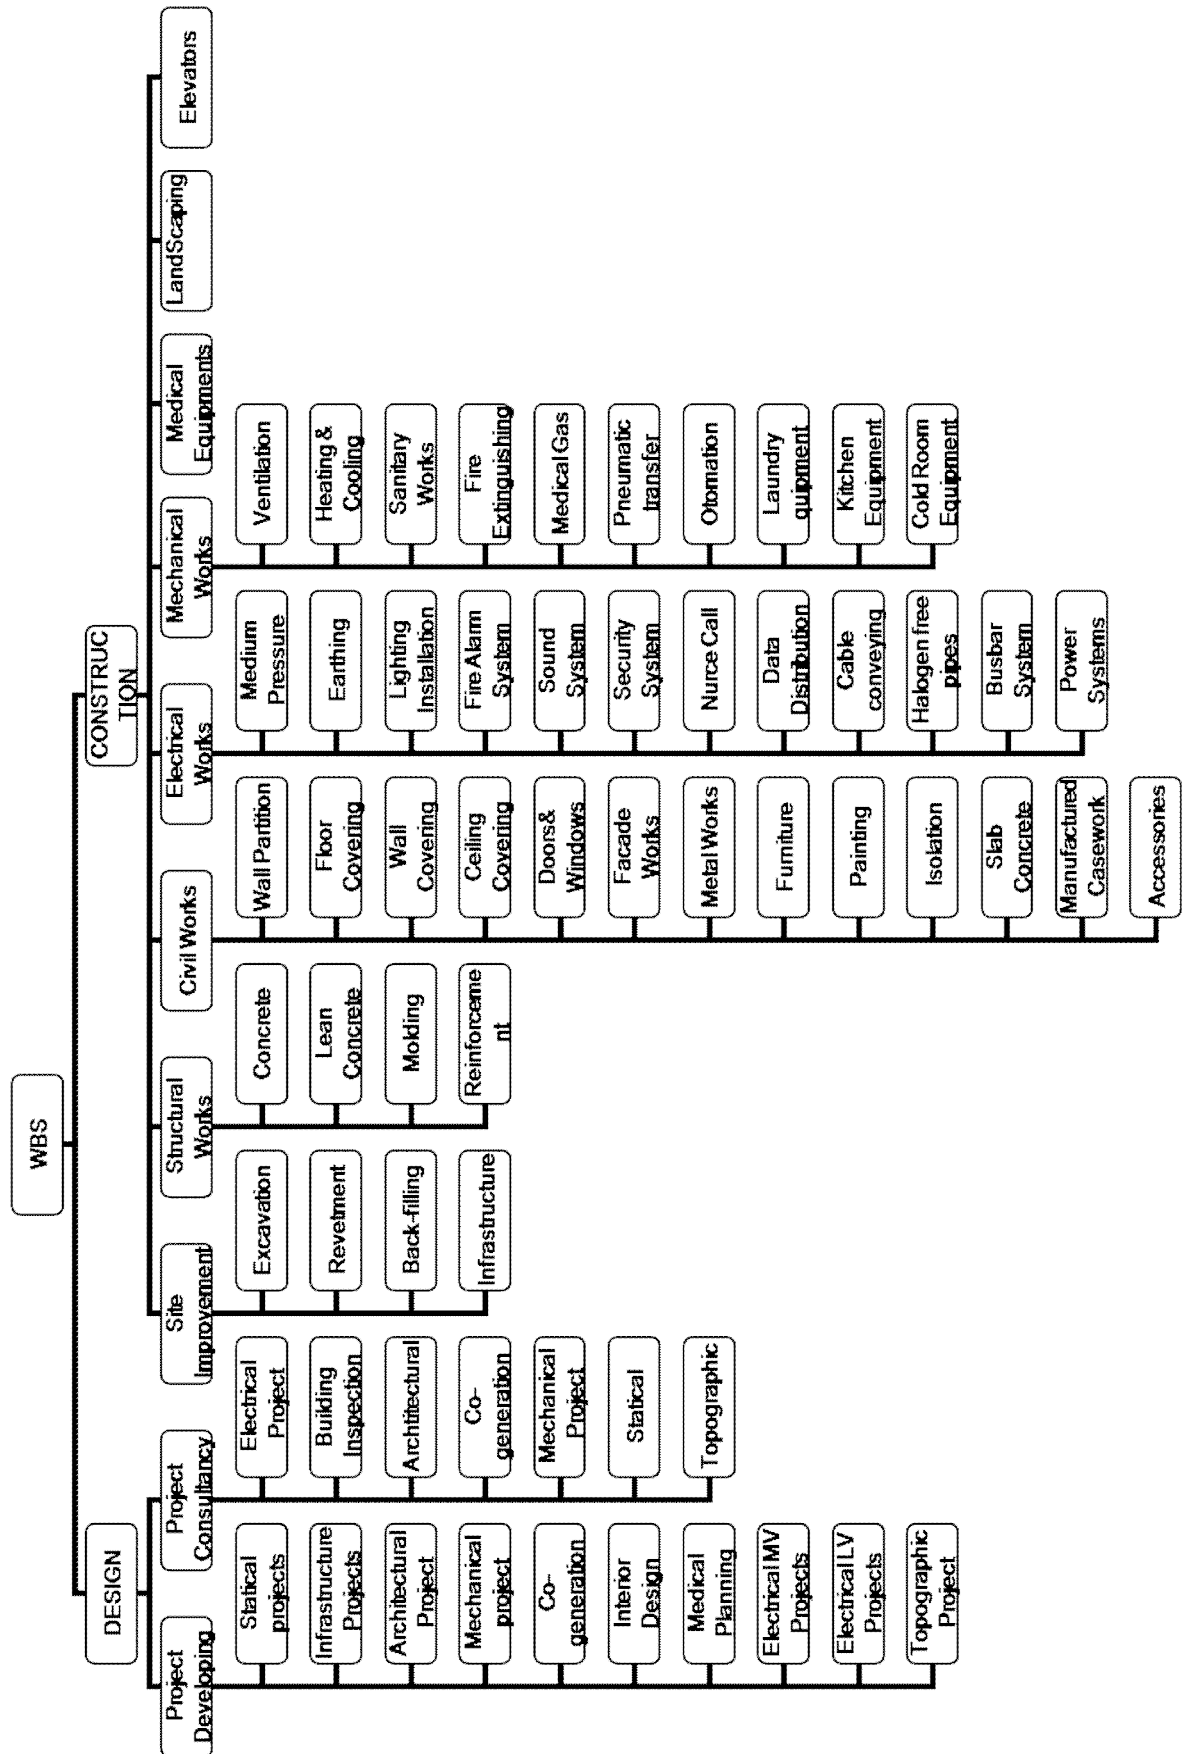 WBS
DESIGN
CONSTRUC
TION
Project
Developing
Project
Consultancy
Site
Improvement
Structural
Works
Civil Works
Electrical
Works
Mechanical
Works
Medical
Equipments
LandScaping
Elevators
Statical
projects
Infrastructure
Projects
Architectural
Project
Mechanical
project
Co-
generation
Interior
Design
Medical
Planning
Electrical MV
Projects
Electrical LV
Projects
Topographic
Project
Electrical
Project
Building
Inspection
Archtitectural
Co-
generation
Mechanical
Project
Statical
Topographic
Excavation
Revetment
Back-filling
Infrastructure
Concrete
Lean
Concrete
Molding
Reinforceme
nt
Wall Partition
Floor
Covering
Wall
Covering
Ceiling
Covering
Doors&
Windows
Facade
Works
Metal Works
Furniture
Painting
Isolation
Slab
Concrete
Manufactured
Casework
Accessories
Medium
Pressure
Earthing
Lighting
Installation
Fire Alarm
System
Sound
System
Security
System
Nurce Call
Data
Distribution
Cable
conveying
Halogen free
pipes
Busbar
System
Power
Systems
Ventilation
Heating &
Cooling
Sanitary
Works
Fire
Extinguishing
Medical Gas
Pneumatic
transfer
Otomation
Laundry
quipment
Kitchen
Equipment
Cold Room
Equipment